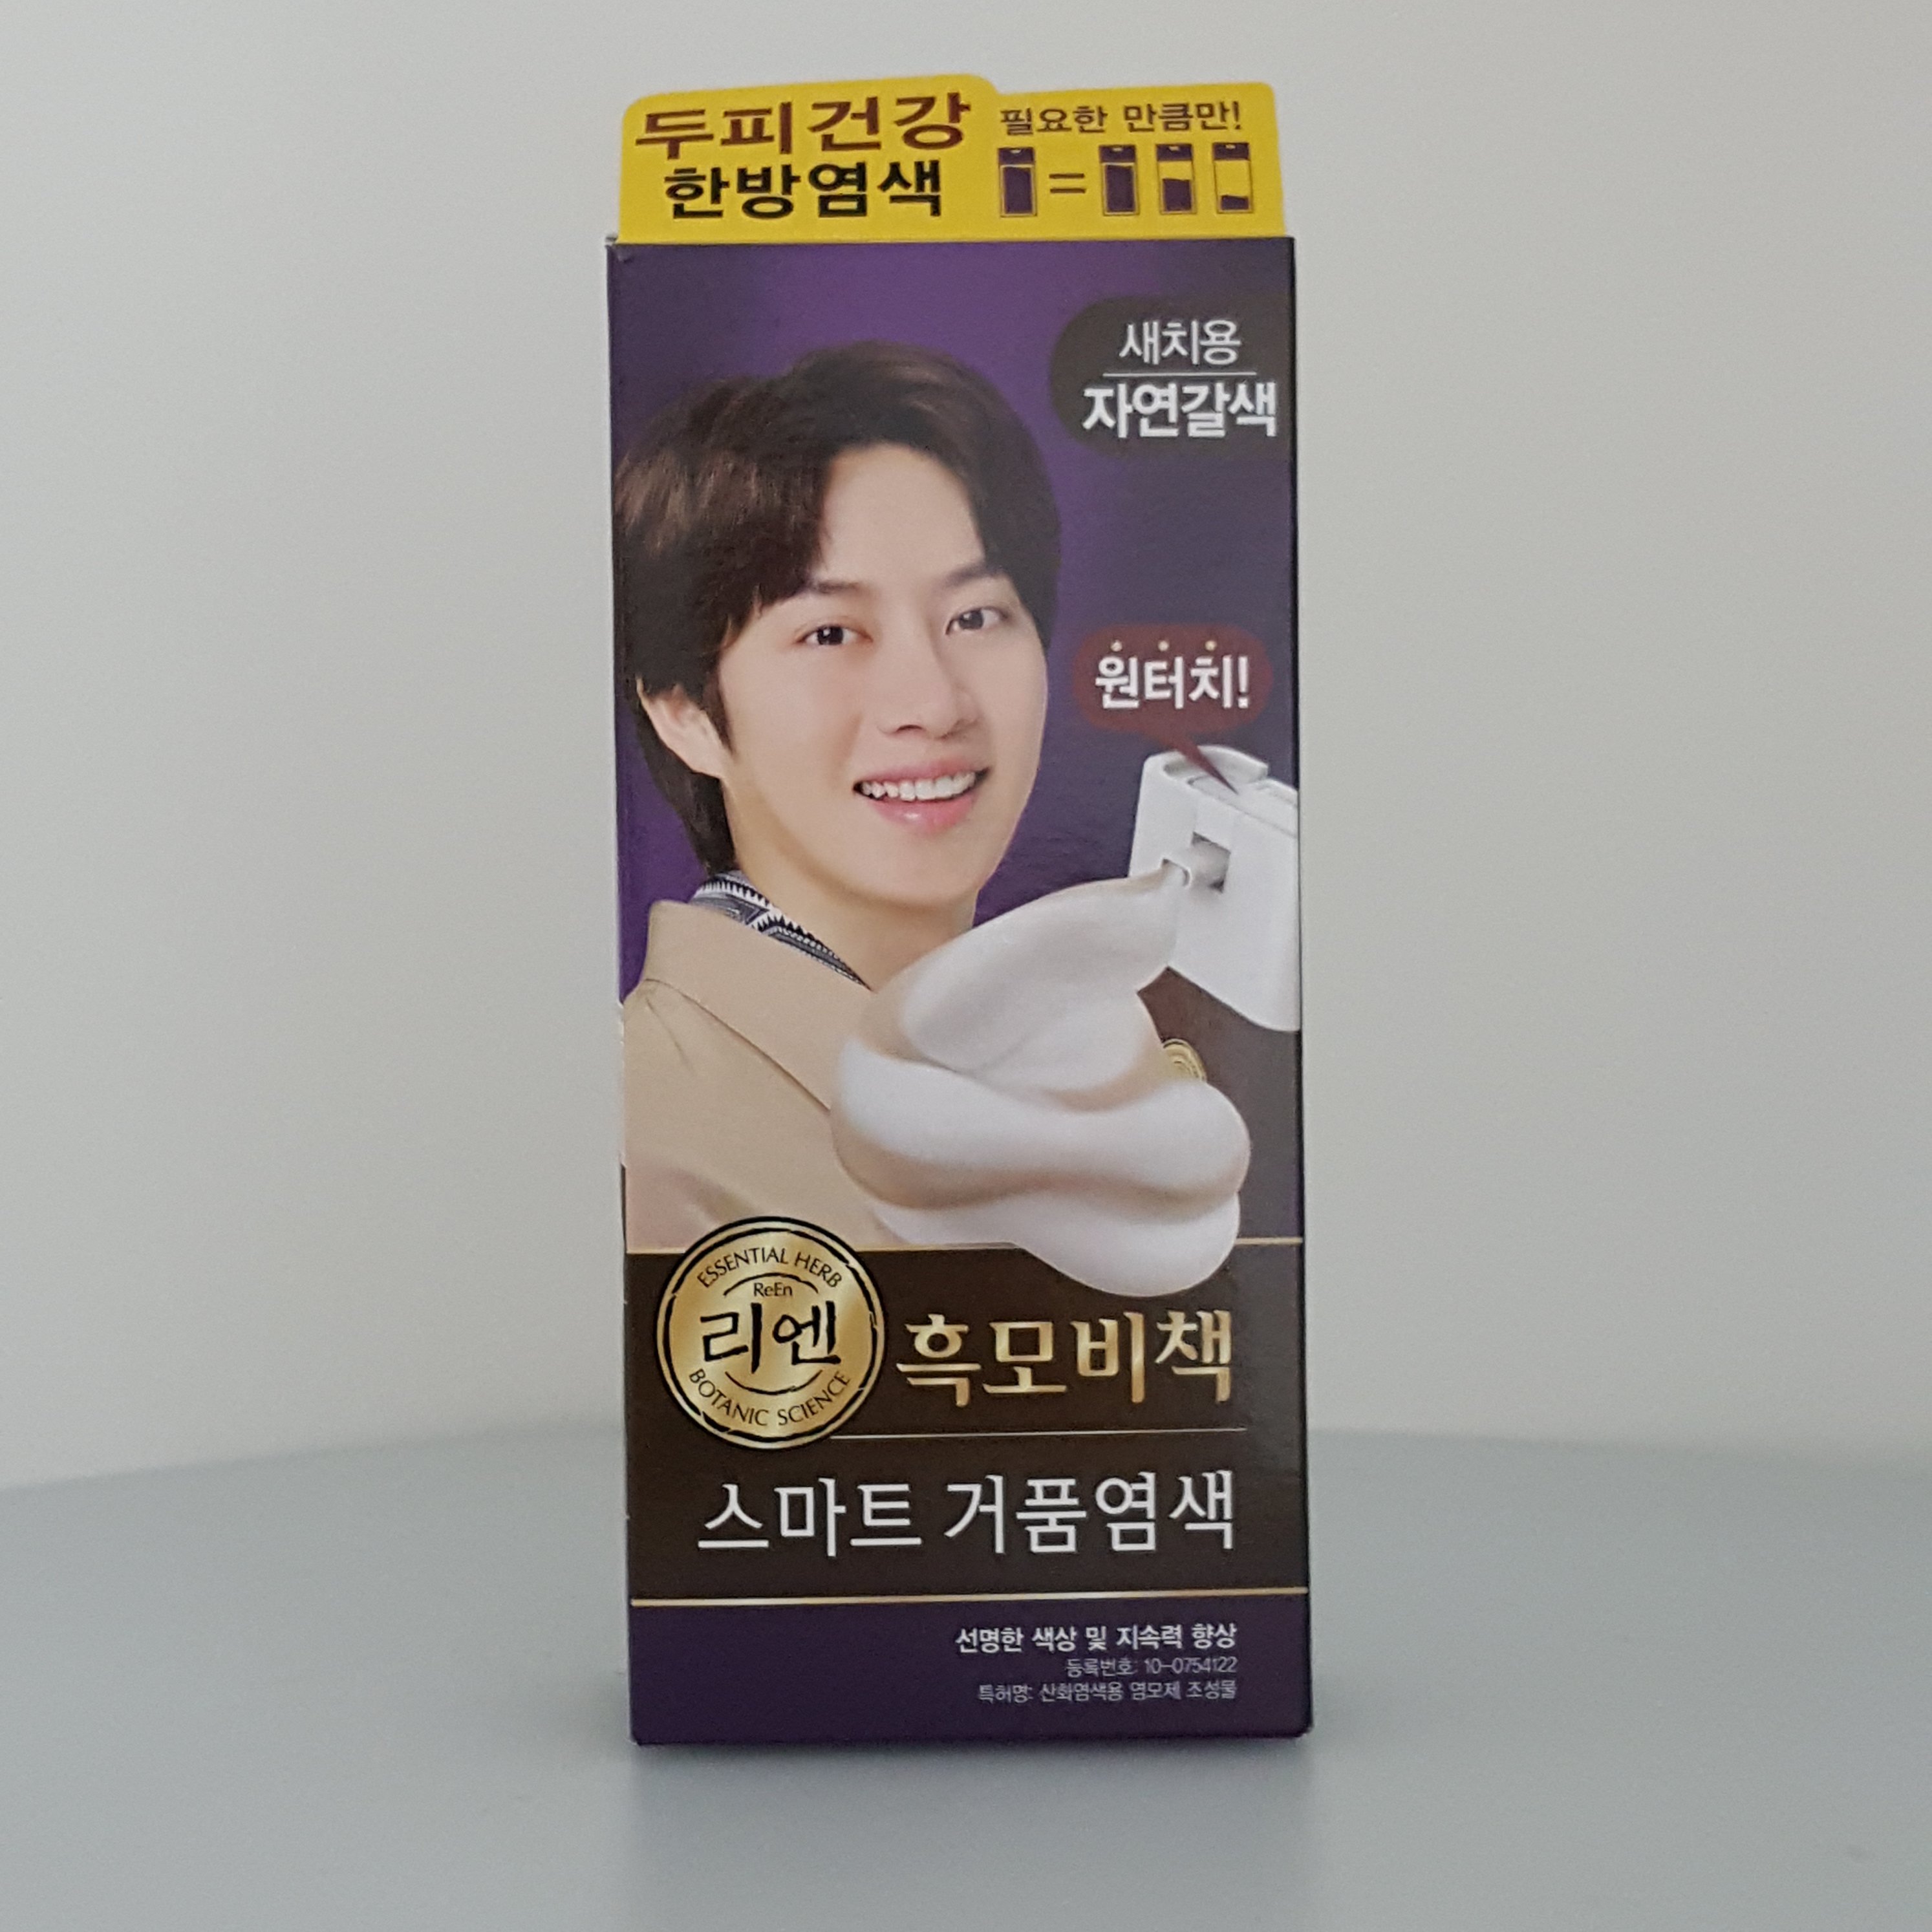 두피건강
한방염색
필요한 만큼만!
새치용
자연갈색
원터치!
ESSENTIAL HERB
ReEn
리엔
BOTANIC SCIENCE
흑모비책
스마트 거품염색
선명한 색상 및 지속력 향상
등록번호: 10-0754122
특허명: 산화염색용 염모제 조성물